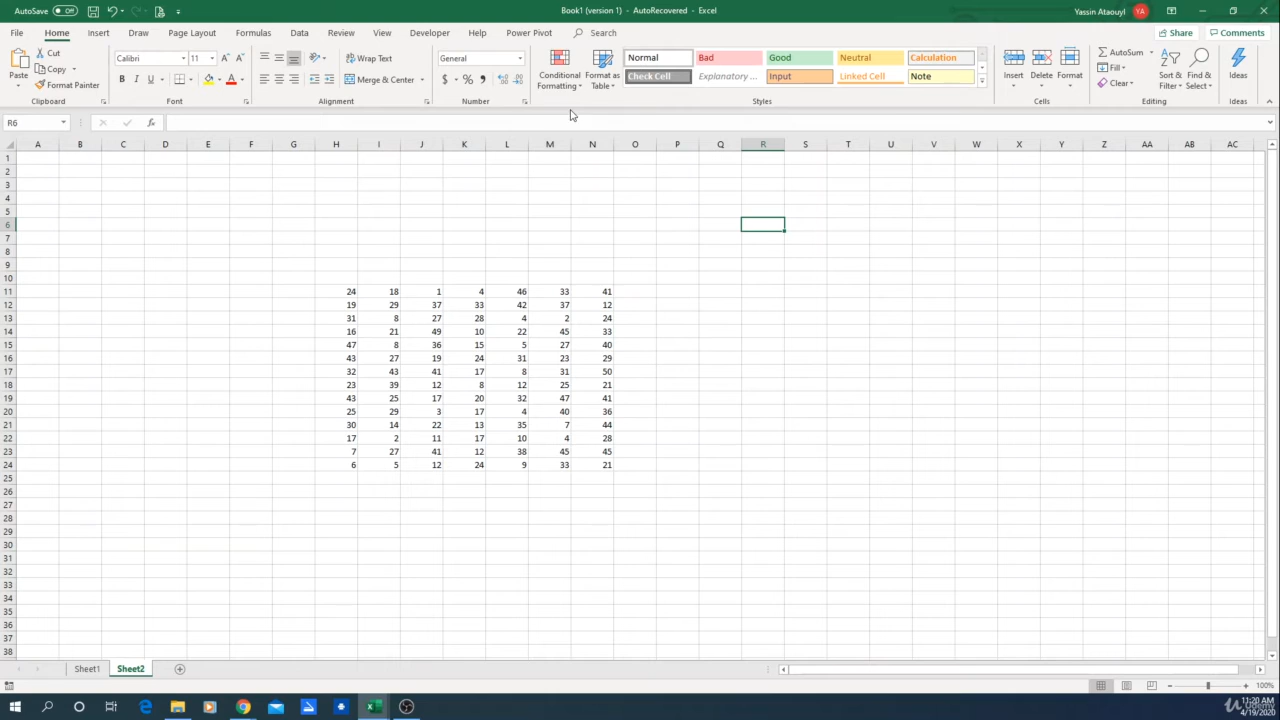 AutoSave Off Book1 (version 1) - AutoRecovered - Excel Yassin Ataouyl YA
File Home Insert Draw Page Layout Formulas Data Review View Developer Help Power Pivot Search Share Comments
Cut Calibri 11 Wrap Text General Normal Bad Good Neutral Calculation AutoSum
Paste Copy Conditional Formatting Format as Table Insert Delete Format Fill Sort & Filter Find & Select Ideas
Format Painter B I U A Merge & Center $ % , Check Cell Explanatory ... Input Linked Cell Note Clear
Clipboard Font Alignment Number Styles Cells Editing Ideas
R6 fx
A B C D E F G H I J K L M N O P Q R S T U V W X Y Z AA AB AC
1
2
3
4
5
6
7
8
9
10
11 24 18 1 4 46 33 41
12 19 29 37 33 42 37 12
13 31 8 27 28 4 2 24
14 16 21 49 10 22 45 33
15 47 8 36 15 5 27 40
16 43 27 19 24 31 23 29
17 32 43 41 17 8 31 50
18 23 39 12 8 12 25 21
19 43 25 17 20 32 47 41
20 25 29 3 17 4 40 36
21 30 14 22 13 35 7 44
22 17 2 11 17 10 4 28
23 7 27 41 12 38 45 45
24 6 5 12 24 9 33 21
25
26
27
28
29
30
31
32
33
34
35
36
37
38
Sheet1 Sheet2
100%
11:20 AM
4/19/2020
Udemy